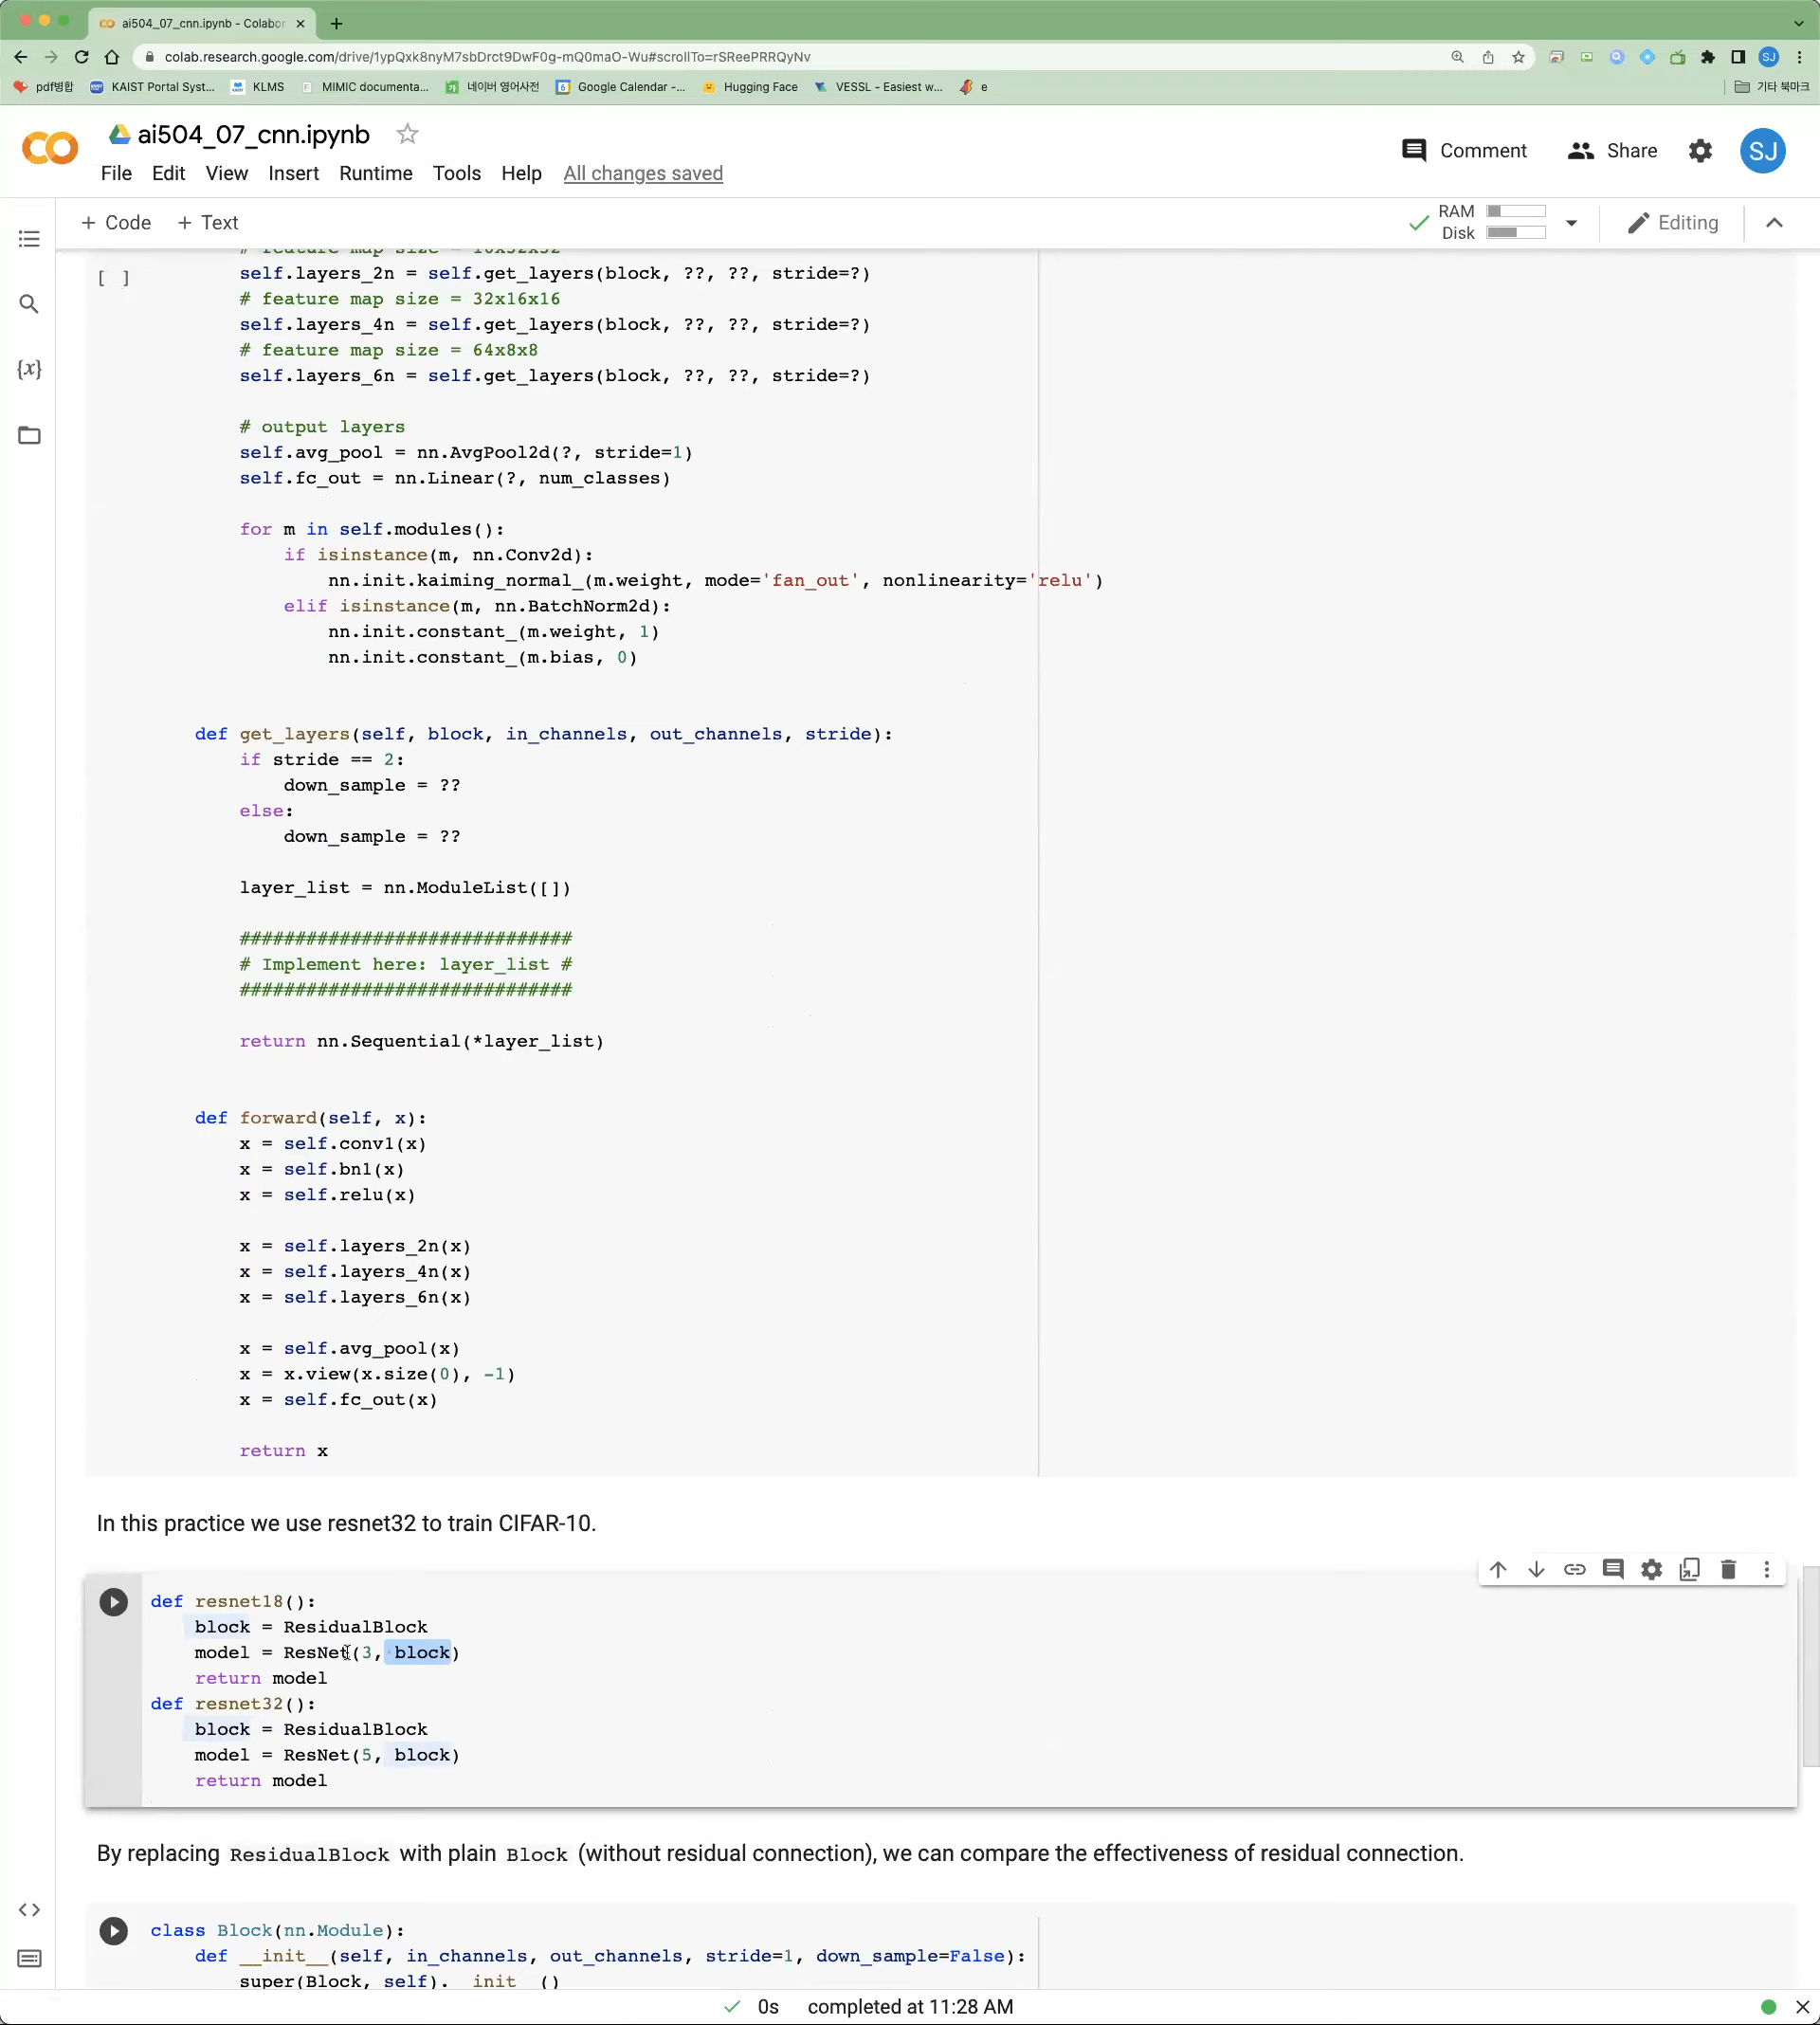 ai504_07_cnn.ipynb - Colabor
colab.research.google.com/drive/1ypQxk8nyM7sbDrct9DwF0g-mQ0maO-Wu#scrollTo=rSReePRRQyNv
SJ
pdf병합 KAIST Portal Syst... KLMS MIMIC documenta... 네이버 영어사전 Google Calendar -... Hugging Face VESSL - Easiest w... e 기타 북마크
ai504_07_cnn.ipynb
Comment Share SJ
File Edit View Insert Runtime Tools Help All changes saved
+ Code + Text
RAM
Disk
Editing
# feature map size = 16x32x32
[ ] self.layers_2n = self.get_layers(block, ??, ??, stride=?)
# feature map size = 32x16x16
self.layers_4n = self.get_layers(block, ??, ??, stride=?)
# feature map size = 64x8x8
self.layers_6n = self.get_layers(block, ??, ??, stride=?)
# output layers
self.avg_pool = nn.AvgPool2d(?, stride=1)
self.fc_out = nn.Linear(?, num_classes)
for m in self.modules():
if isinstance(m, nn.Conv2d):
nn.init.kaiming_normal_(m.weight, mode='fan_out', nonlinearity='relu')
elif isinstance(m, nn.BatchNorm2d):
nn.init.constant_(m.weight, 1)
nn.init.constant_(m.bias, 0)
def get_layers(self, block, in_channels, out_channels, stride):
if stride == 2:
down_sample = ??
else:
down_sample = ??
layer_list = nn.ModuleList([])
##############################
# Implement here: layer_list #
##############################
return nn.Sequential(*layer_list)
def forward(self, x):
x = self.conv1(x)
x = self.bn1(x)
x = self.relu(x)
x = self.layers_2n(x)
x = self.layers_4n(x)
x = self.layers_6n(x)
x = self.avg_pool(x)
x = x.view(x.size(0), -1)
x = self.fc_out(x)
return x
In this practice we use resnet32 to train CIFAR-10.
def resnet18():
block = ResidualBlock
model = ResNet(3, block)
return model
def resnet32():
block = ResidualBlock
model = ResNet(5, block)
return model
By replacing ResidualBlock with plain Block (without residual connection), we can compare the effectiveness of residual connection.
class Block(nn.Module):
def __init__(self, in_channels, out_channels, stride=1, down_sample=False):
super(Block, self).__init__()
0s completed at 11:28 AM